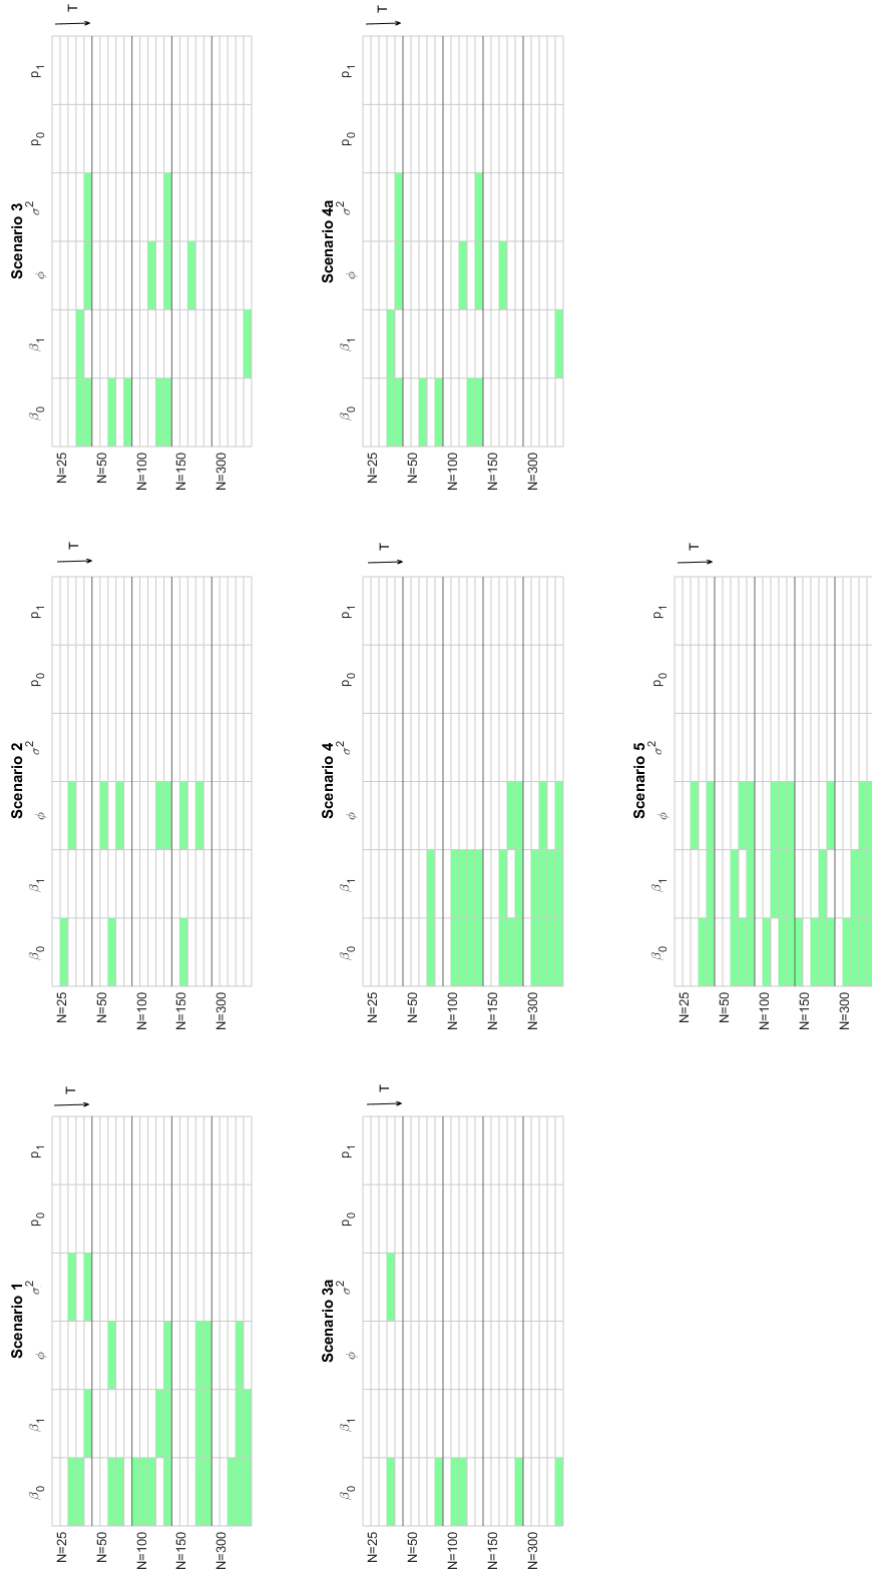 Scenario 1
β0 β1 ϕ σ2 p0 p1
T
N=25
N=50
N=100
N=150
N=300
Scenario 2
β0 β1 ϕ σ2 p0 p1
T
N=25
N=50
N=100
N=150
N=300
Scenario 3
β0 β1 ϕ σ2 p0 p1
T
N=25
N=50
N=100
N=150
N=300
Scenario 3a
β0 β1 ϕ σ2 p0 p1
T
N=25
N=50
N=100
N=150
N=300
Scenario 4
β0 β1 ϕ σ2 p0 p1
T
N=25
N=50
N=100
N=150
N=300
Scenario 4a
β0 β1 ϕ σ2 p0 p1
T
N=25
N=50
N=100
N=150
N=300
Scenario 5
β0 β1 ϕ σ2 p0 p1
T
N=25
N=50
N=100
N=150
N=300